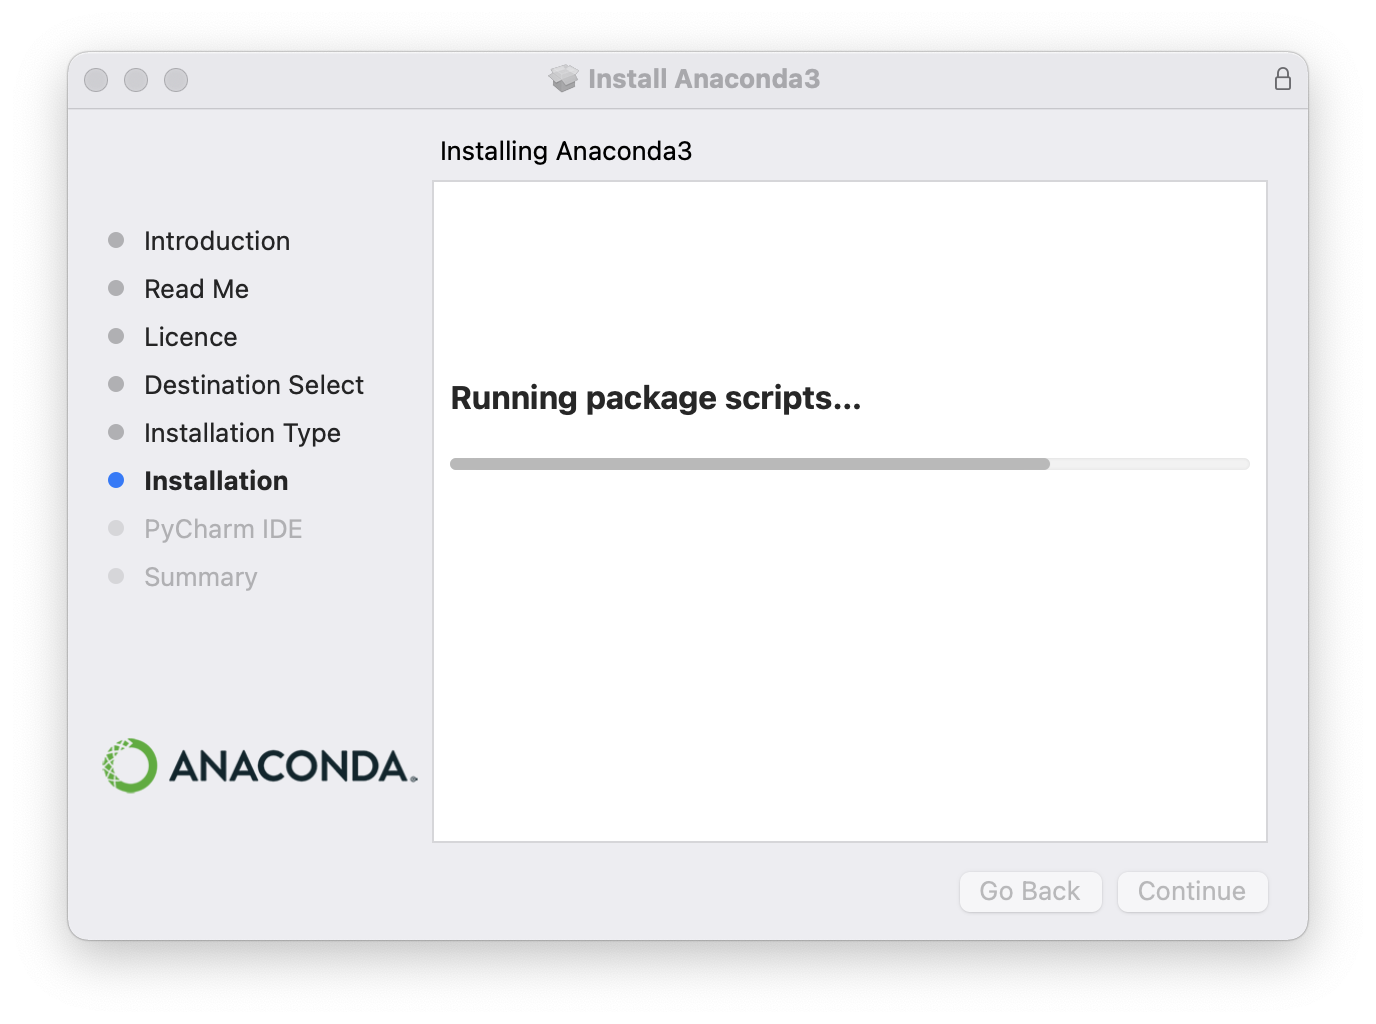 Install Anaconda3
Installing Anaconda3
Introduction
Read Me
Licence
Destination Select
Installation Type
Installation
PyCharm IDE
Summary
Running package scripts...
ANACONDA.
Go Back
Continue